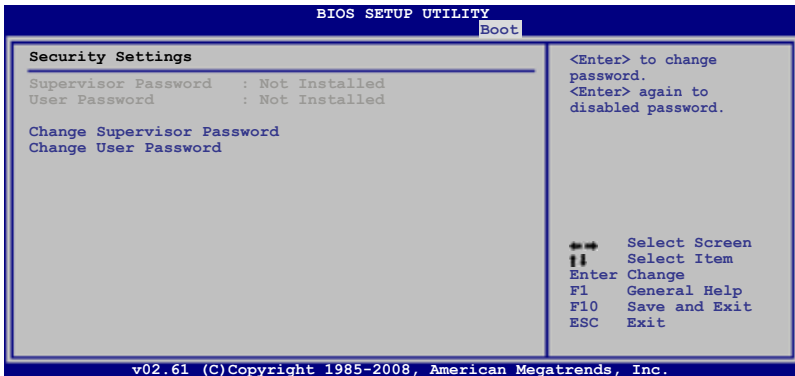 BIOS SETUP UTILITY
Boot
Security Settings
Supervisor Password : Not Installed
User Password : Not Installed
Change Supervisor Password
Change User Password
<Enter> to change
password.
<Enter> again to
disabled password.
Select Screen
Select Item
Enter Change
F1 General Help
F10 Save and Exit
ESC Exit
v02.61 (C)Copyright 1985-2008, American Megatrends, Inc.